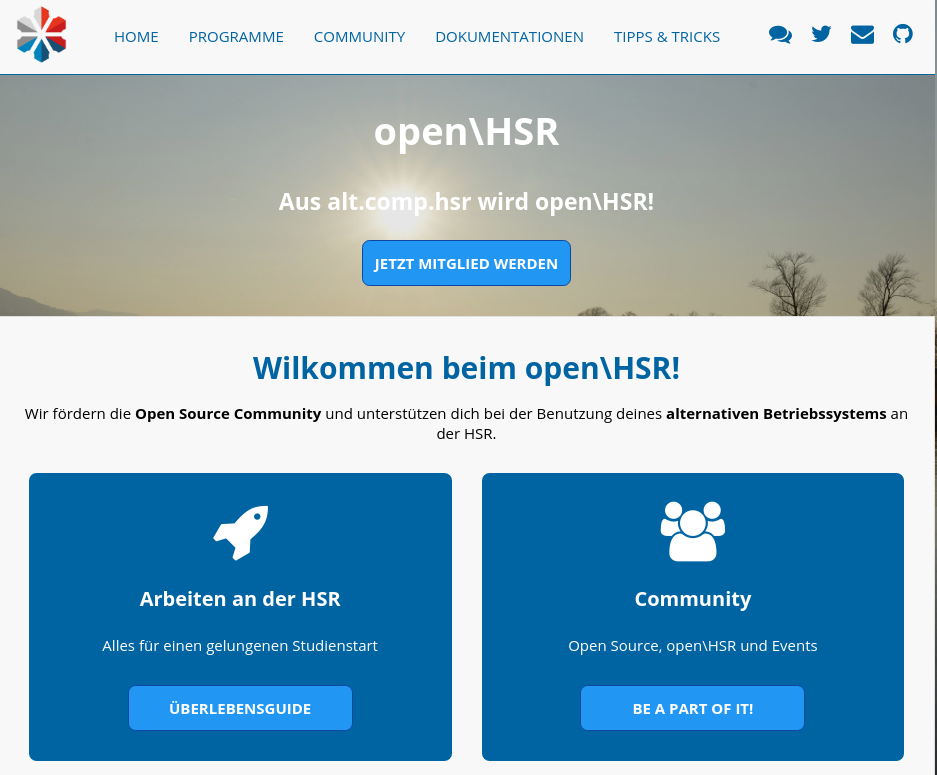 HOME PROGRAMME COMMUNITY DOKUMENTATIONEN TIPPS & TRICKS
open\HSR
Aus alt.comp.hsr wird open\HSR!
JETZT MITGLIED WERDEN
Wilkommen beim open\HSR!
Wir fördern die Open Source Community und unterstützen dich bei der Benutzung deines alternativen Betriebssystems an
der HSR.
Arbeiten an der HSR
Alles für einen gelungenen Studienstart
ÜBERLEBENSGUIDE
Community
Open Source, open\HSR und Events
BE A PART OF IT!